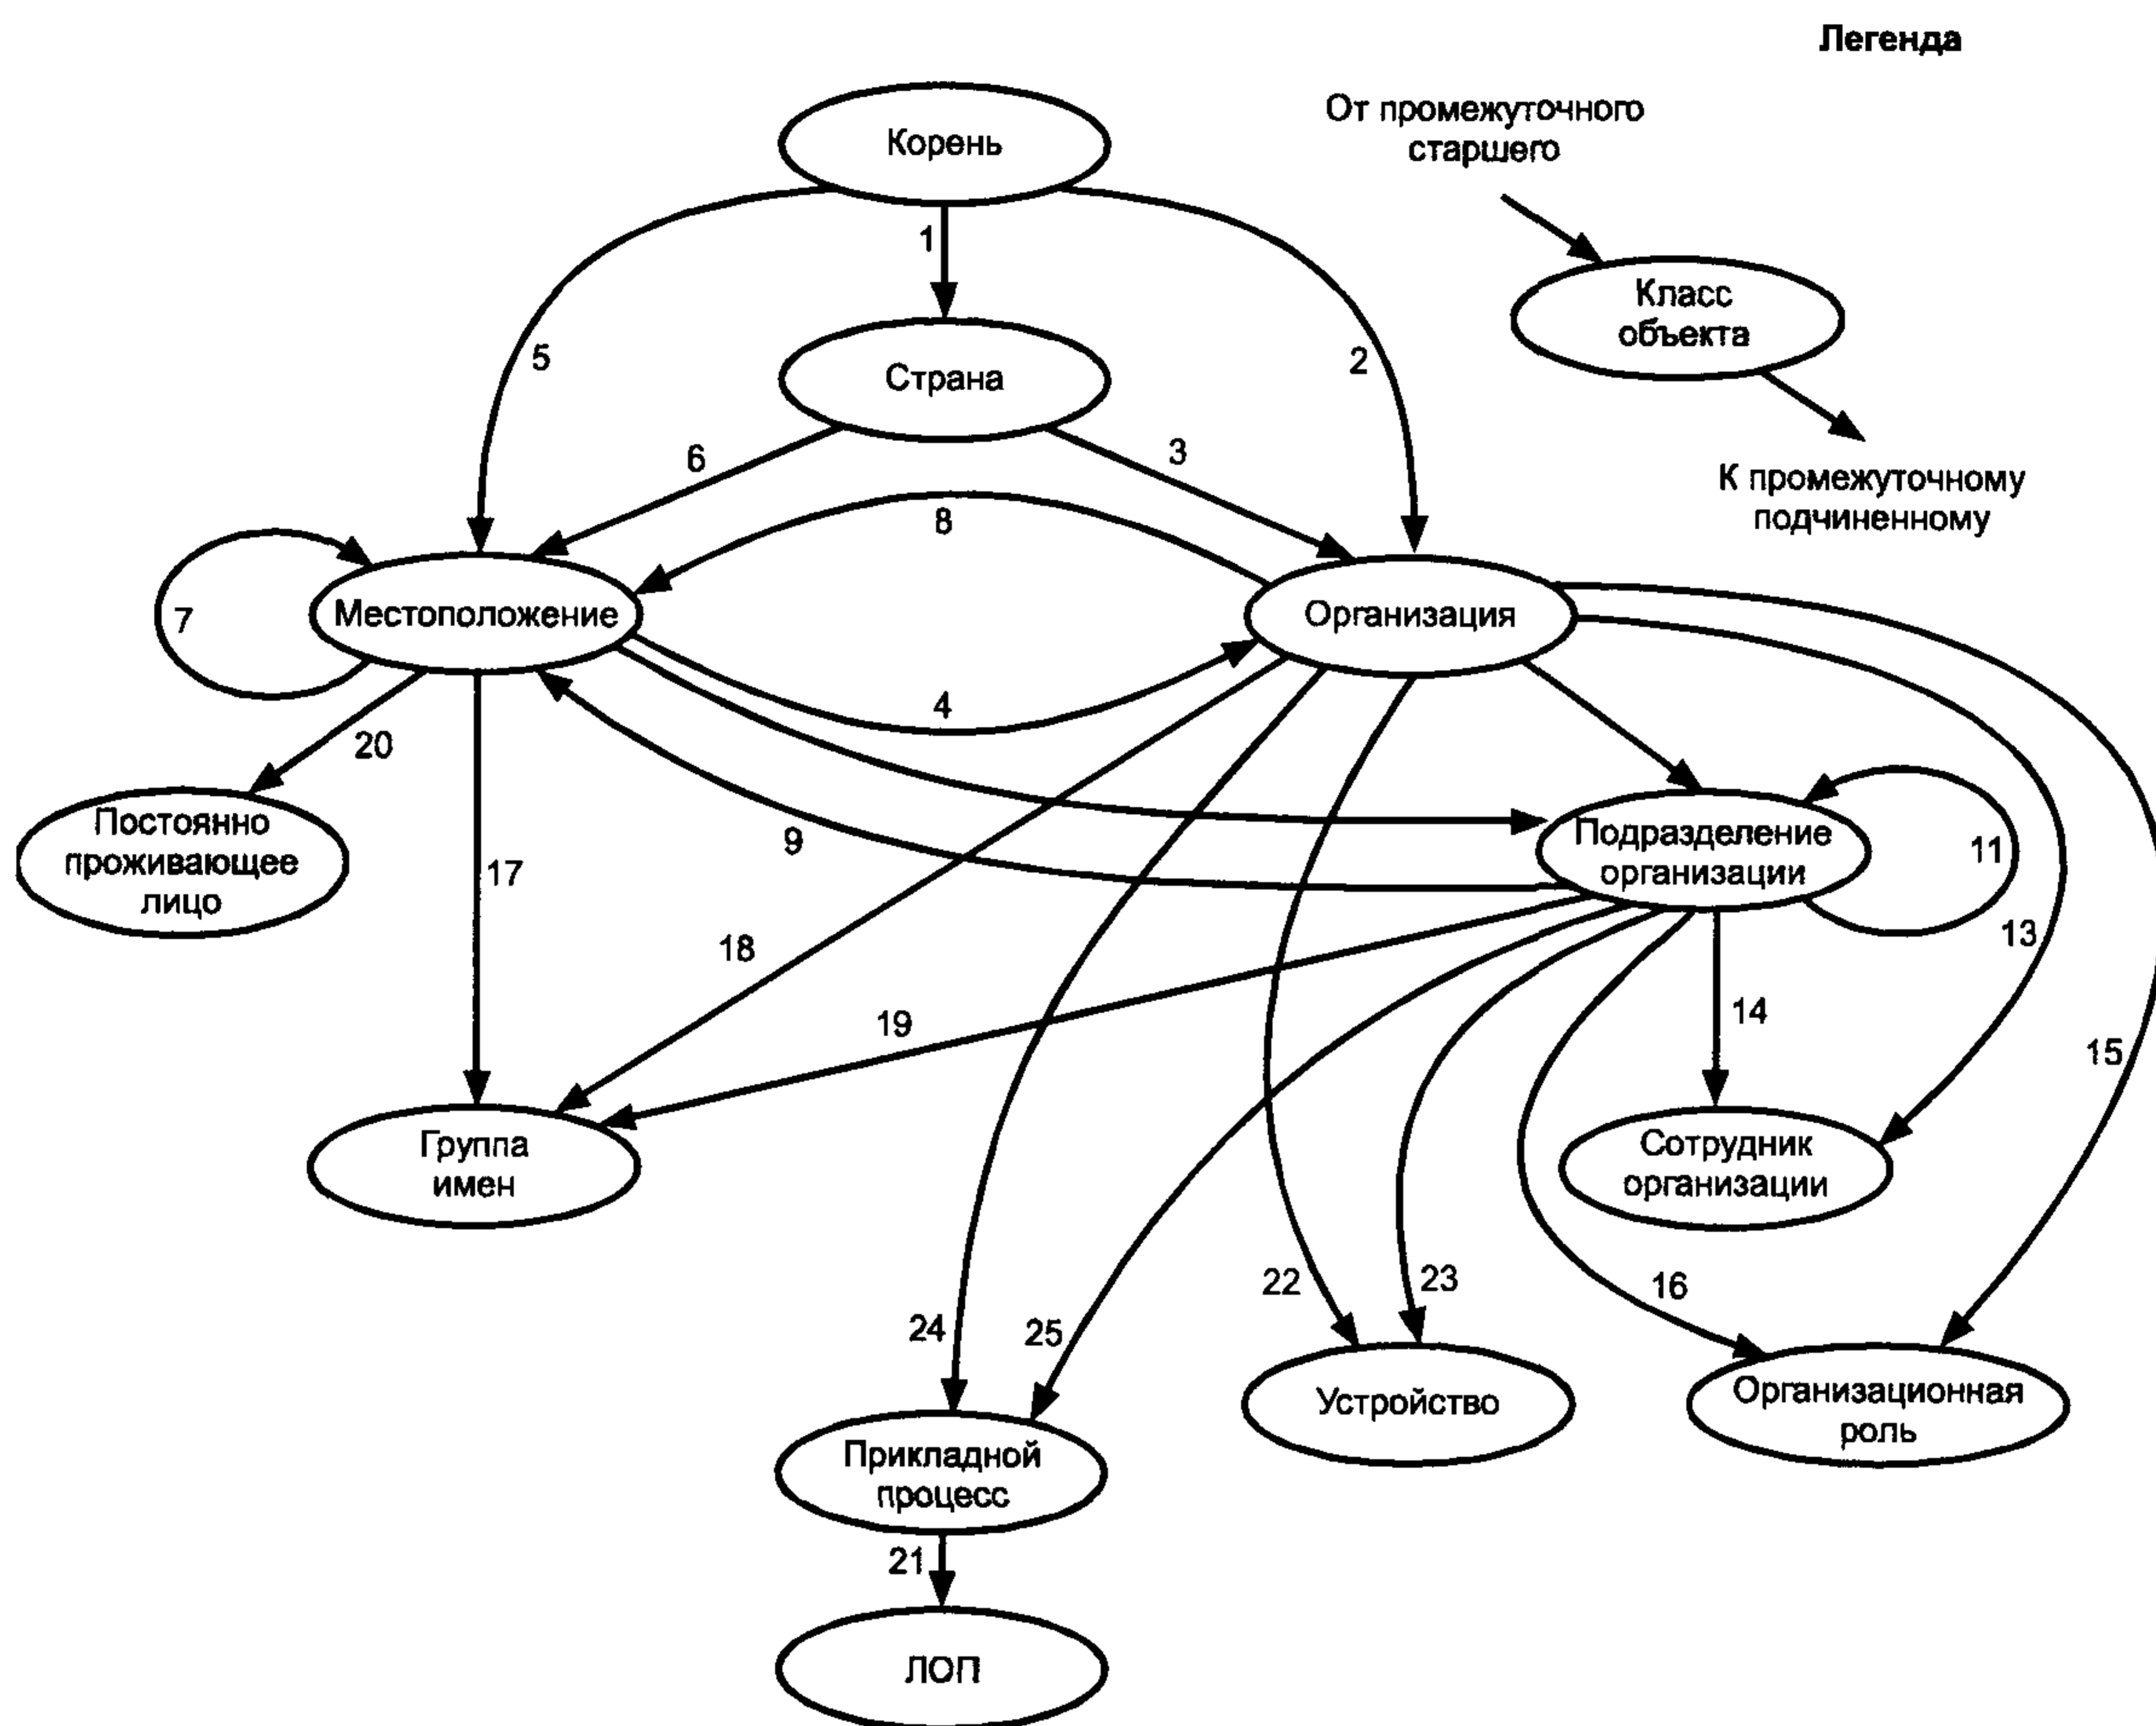 Легенда
Корень
От промежуточного
старшего
1
Класс
объекта
5
2
Страна
6
3
К промежуточному
подчиненному
8
7
Местоположение
Организация
4
20
Постоянно
проживающее
лицо
9
Подразделение
организации
11
17
13
18
19
14
15
Группа
имен
Сотрудник
организации
22
23
16
24
25
Устройство
Организационная
роль
Прикладной
процесс
21
ЛОП